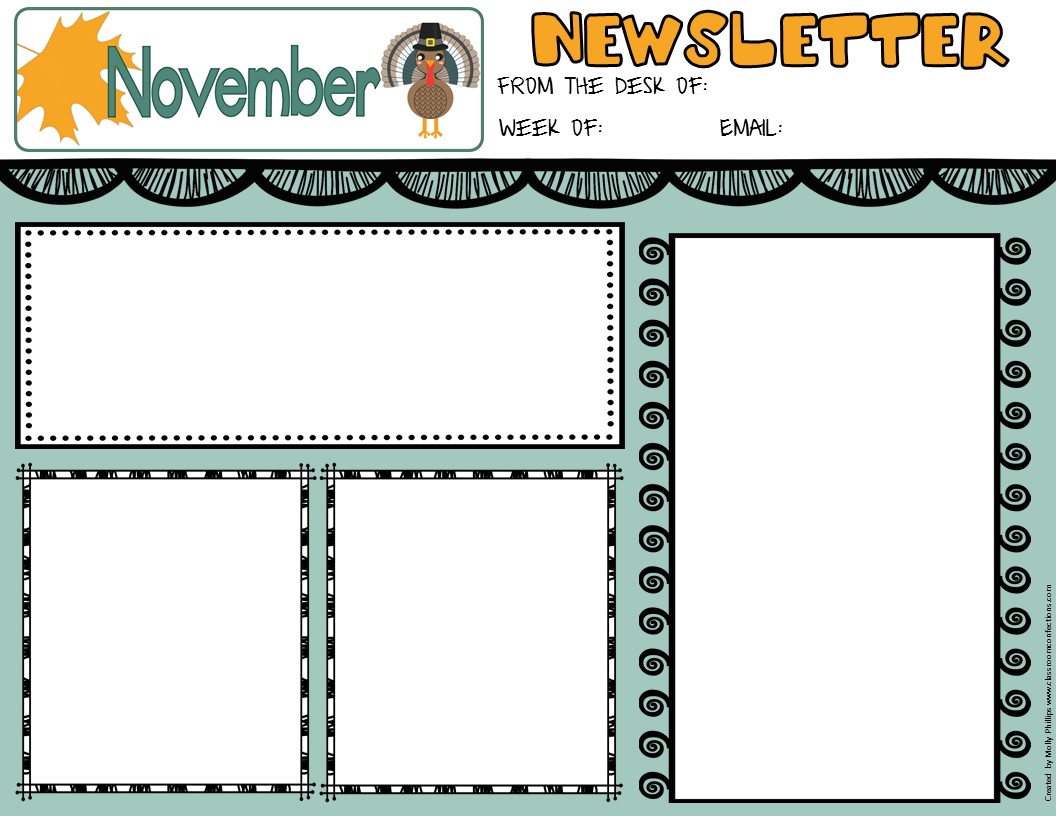 November
NEWSLETTER
FROM THE DESK OF:
WEEK OF: EMAIL:
Created by Molly Phillips www.classroomconfections.com